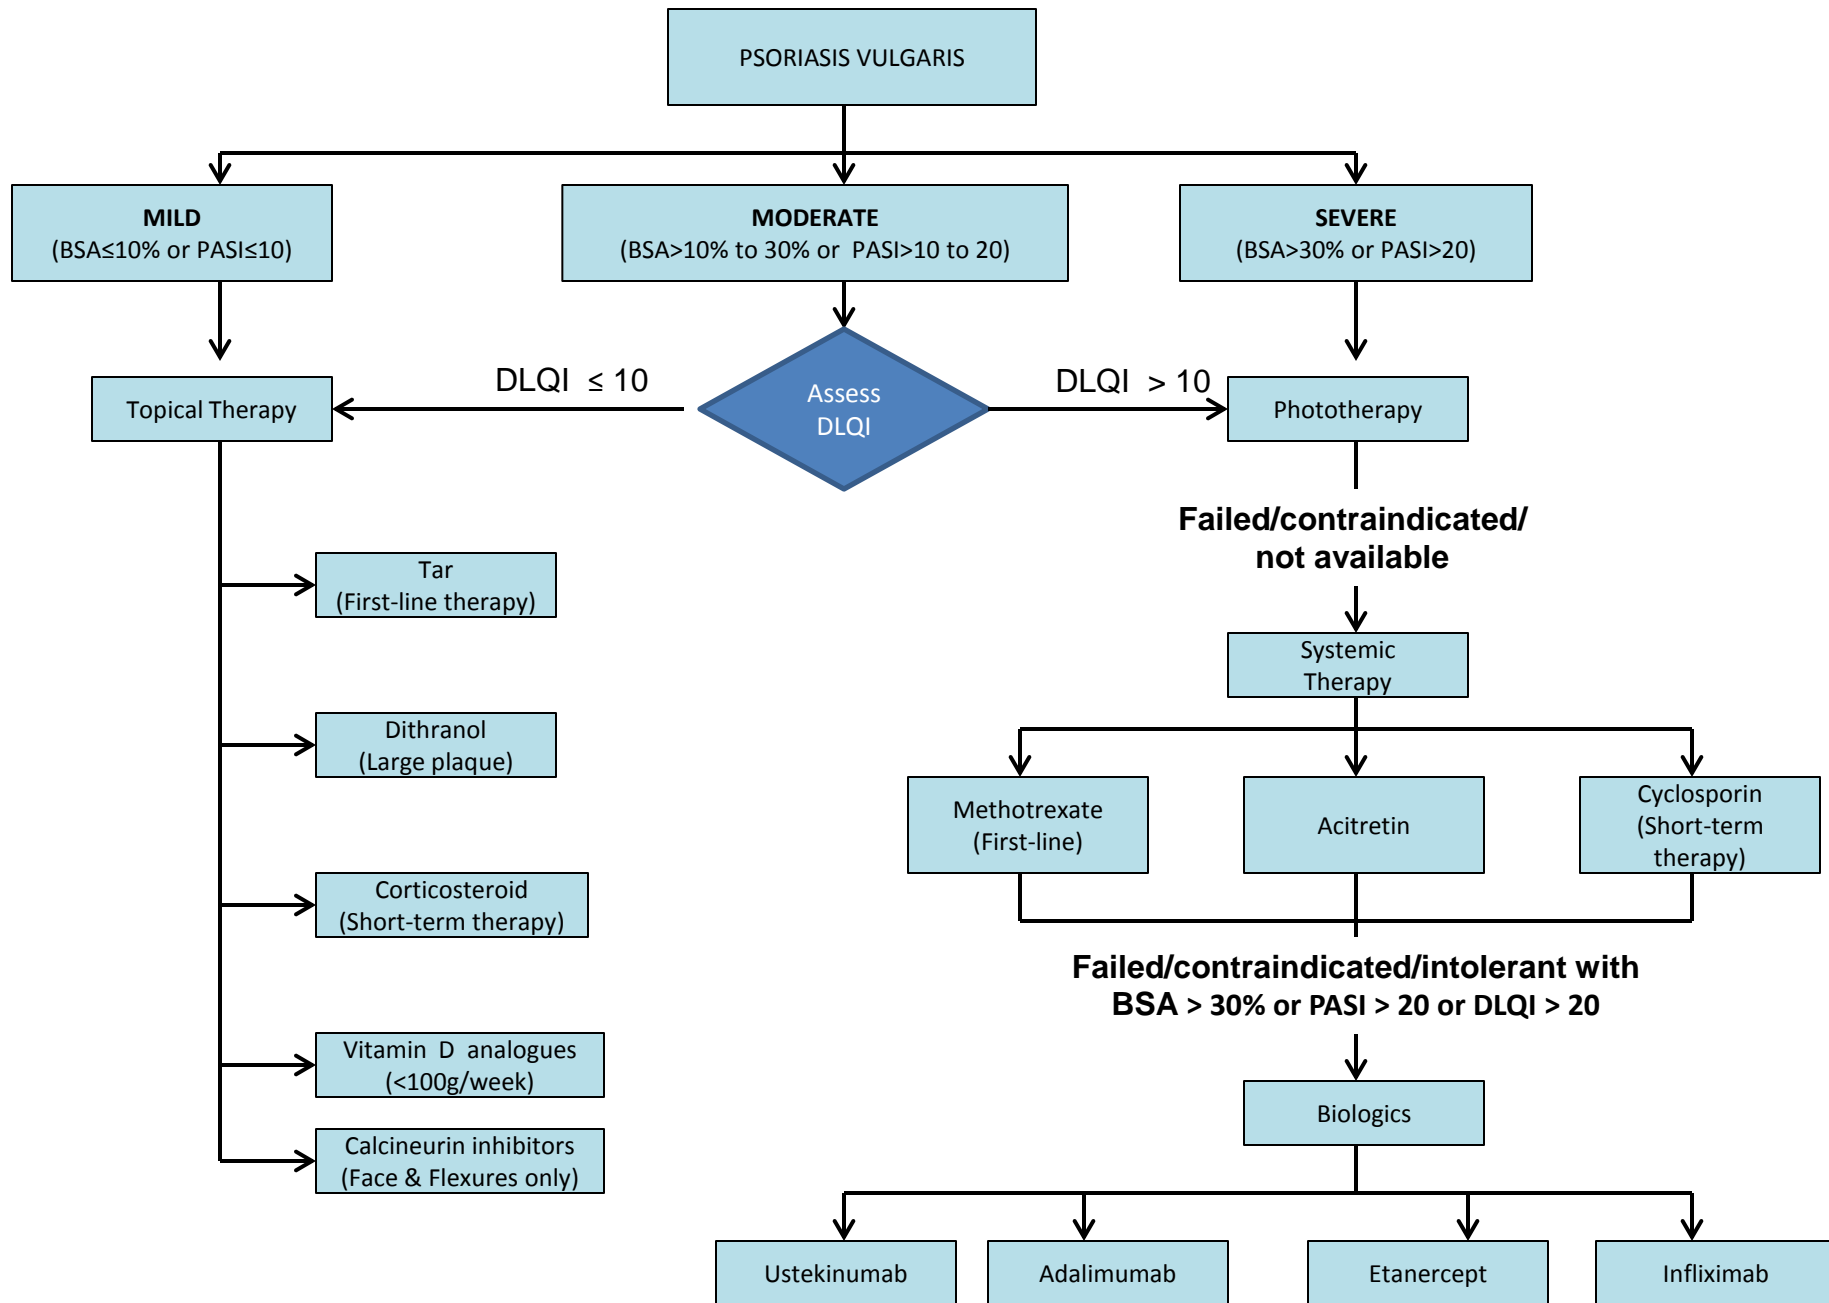 PSORIASIS VULGARIS
MILD
(BSA≤10% or PASI≤10)
MODERATE
(BSA>10% to 30% or PASI>10 to 20)
SEVERE
(BSA>30% or PASI>20)
DLQI ≤ 10
Assess
DLQI
DLQI > 10
Topical Therapy
Phototherapy
Failed/contraindicated/
not available
Tar
(First-line therapy)
Systemic
Therapy
Dithranol
(Large plaque)
Methotrexate
(First-line)
Acitretin
Cyclosporin
(Short-term
therapy)
Corticosteroid
(Short-term therapy)
Failed/contraindicated/intolerant with
BSA > 30% or PASI > 20 or DLQI > 20
Vitamin D analogues
(<100g/week)
Biologics
Calcineurin inhibitors
(Face & Flexures only)
Ustekinumab
Adalimumab
Etanercept
Infliximab